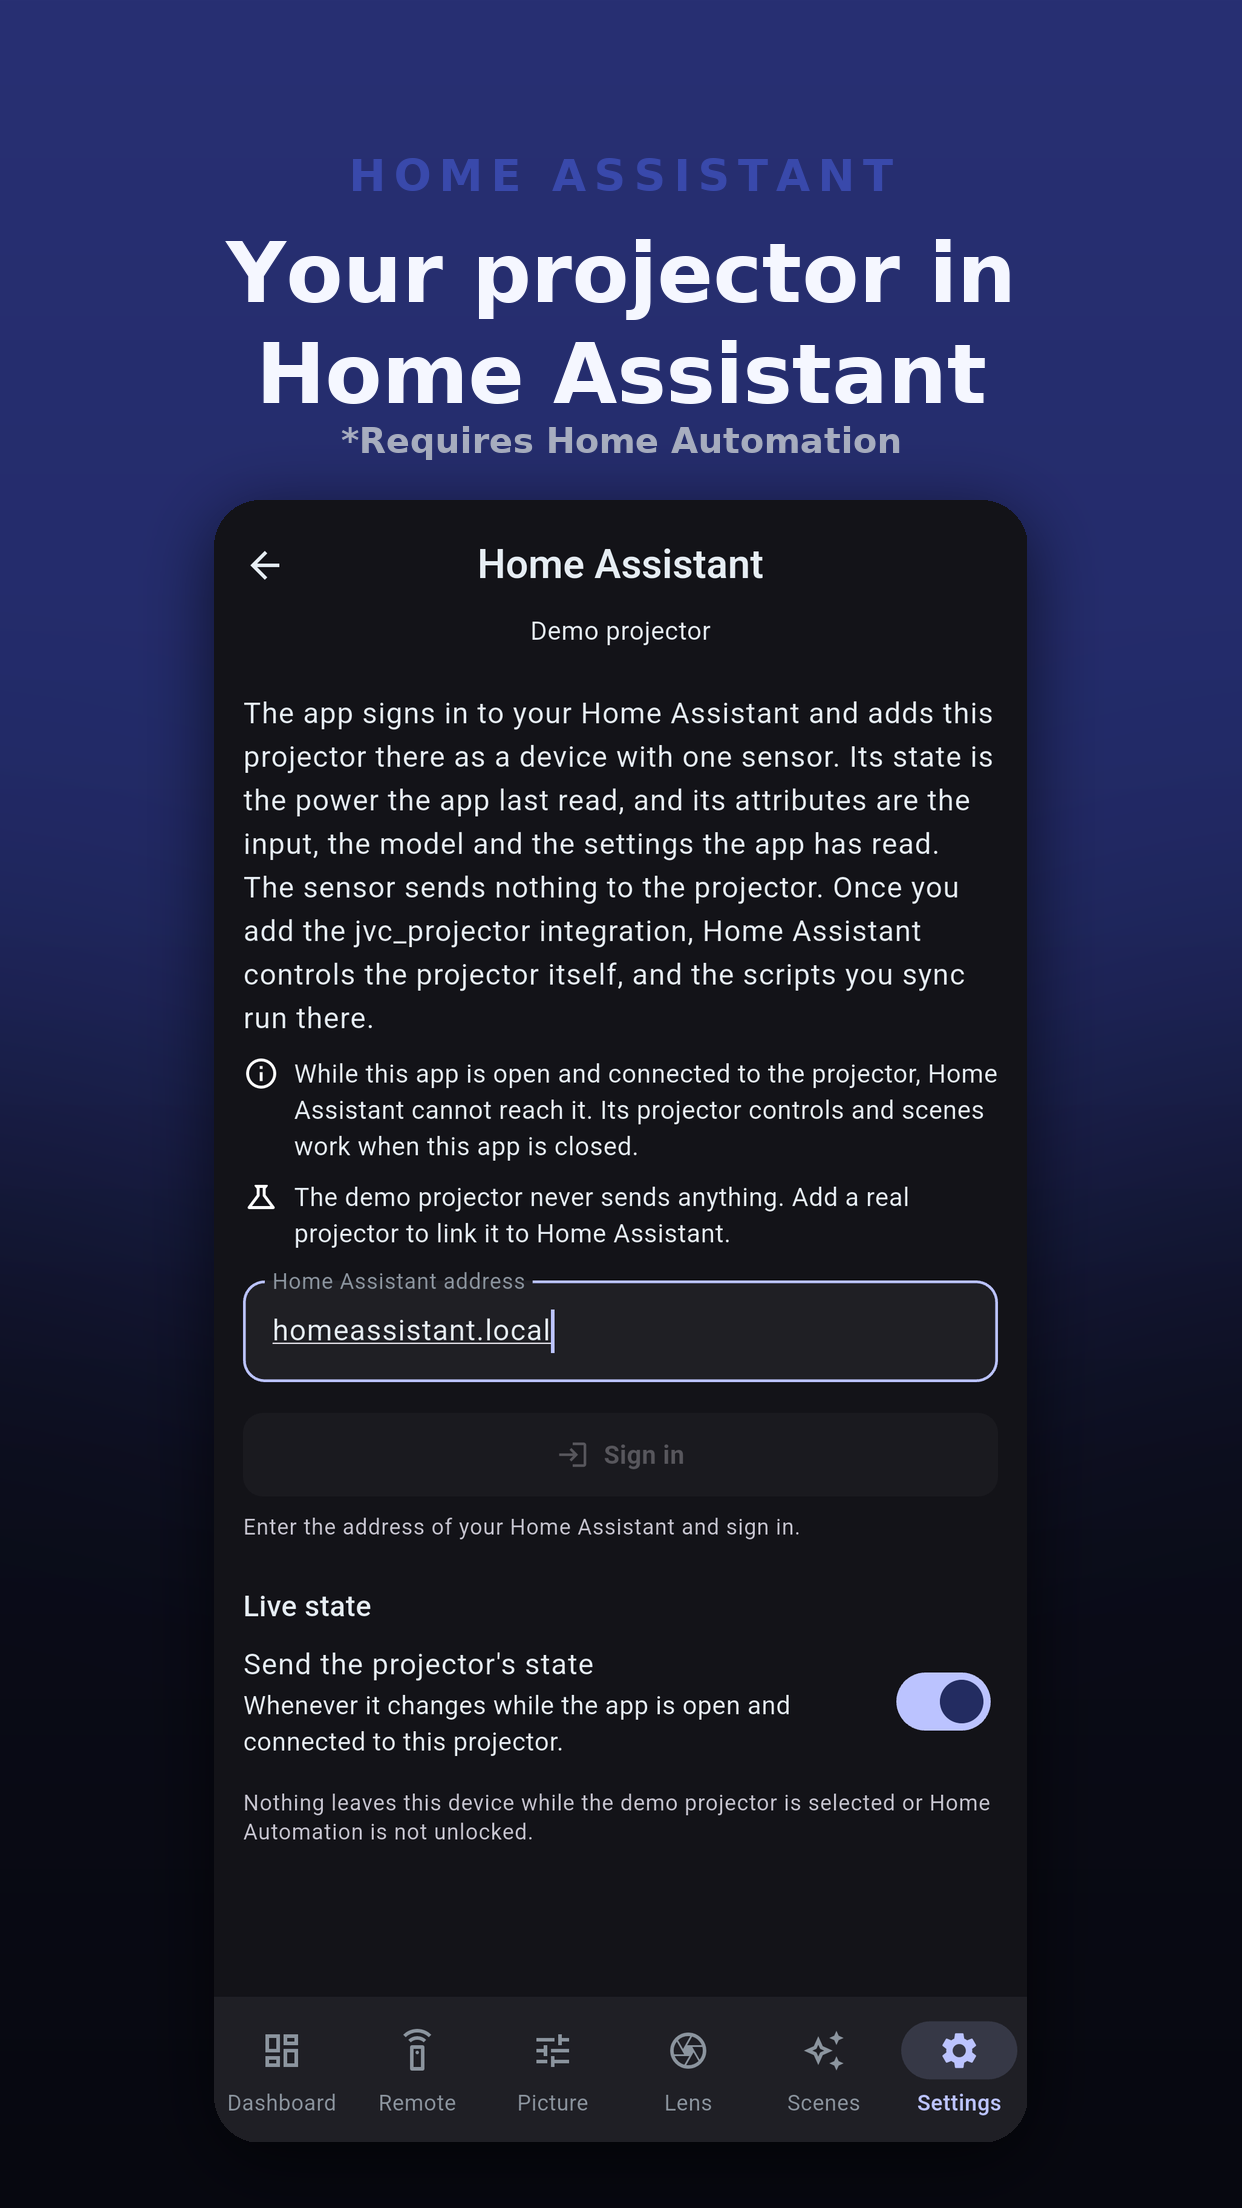 HOME ASSISTANT
Your projector in
Home Assistant
*Requires Home Automation
Home Assistant
Demo projector
The app signs in to your Home Assistant and adds this
projector there as a device with one sensor. Its state is
the power the app last read, and its attributes are the
input, the model and the settings the app has read.
The sensor sends nothing to the projector. Once you
add the jvc_projector integration, Home Assistant
controls the projector itself, and the scripts you sync
run there.
While this app is open and connected to the projector, Home
Assistant cannot reach it. Its projector controls and scenes
work when this app is closed.
The demo projector never sends anything. Add a real
projector to link it to Home Assistant.
Home Assistant address
homeassistant.local
Sign in
Enter the address of your Home Assistant and sign in.
Live state
Send the projector's state
Whenever it changes while the app is open and
connected to this projector.
Nothing leaves this device while the demo projector is selected or Home
Automation is not unlocked.
Dashboard Remote Picture Lens Scenes Settings